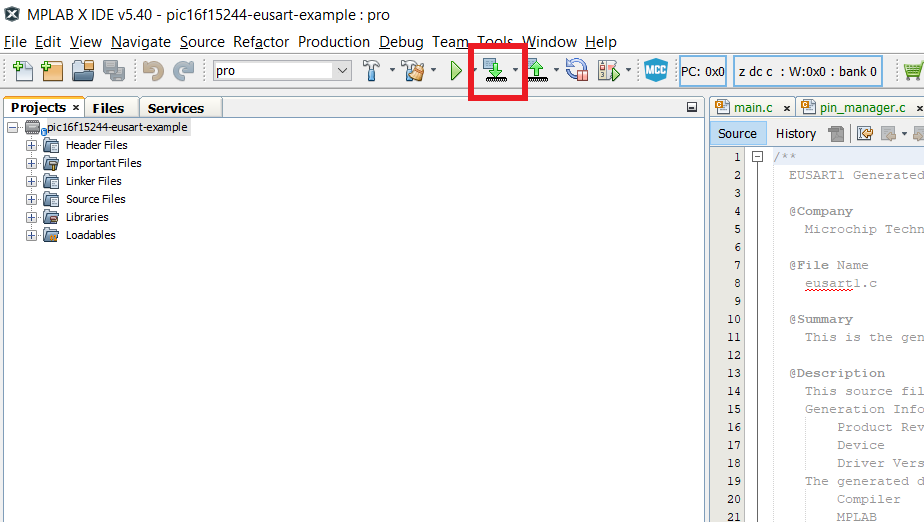 MPLAB X IDE v5.40 - pic16f15244-eusart-example : pro
File Edit View Navigate Source Refactor Production Debug Team Tools Window Help
pro MCC PC: 0x0 z dc c : W:0x0 : bank 0
Projects × Files Services
main.c × pin_manager.c ×
pic16f15244-eusart-example
Header Files
Important Files
Linker Files
Source Files
Libraries
Loadables
Source History
1 /**
2 EUSART1 Generated
3
4 @Company
5 Microchip Techn
6
7 @File Name
8 eusart1.c
9
10 @Summary
11 This is the gen
12
13 @Description
14 This source fil
15 Generation Info
16 Product Rev
17 Device
18 Driver Vers
19 The generated d
20 Compiler
21 MPLAB